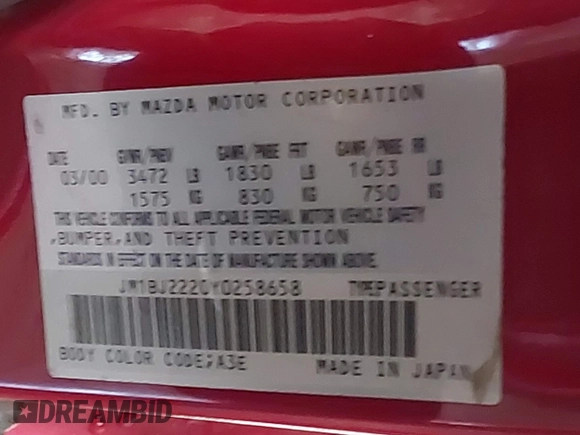 MFD. BY MAZDA MOTOR CORPORATION
DATE GVWR/PNBV GAWR/PNBE FRT GAWR/PNBE RR
03/00 3472 LB 1830 LB 1653 LB
1575 KG 830 KG 750 KG
THIS VEHICLE CONFORMS TO ALL APPLICABLE FEDERAL MOTOR VEHICLE SAFETY
,BUMPER,AND THEFT PREVENTION
STANDARDS IN EFFECT ON THE DATE OF MANUFACTURE SHOWN ABOVE.
JM1BJ222CY0258658 TYPE:PASSENGER
BODY COLOR CODE;A3E MADE IN JAPAN
DREAMBID